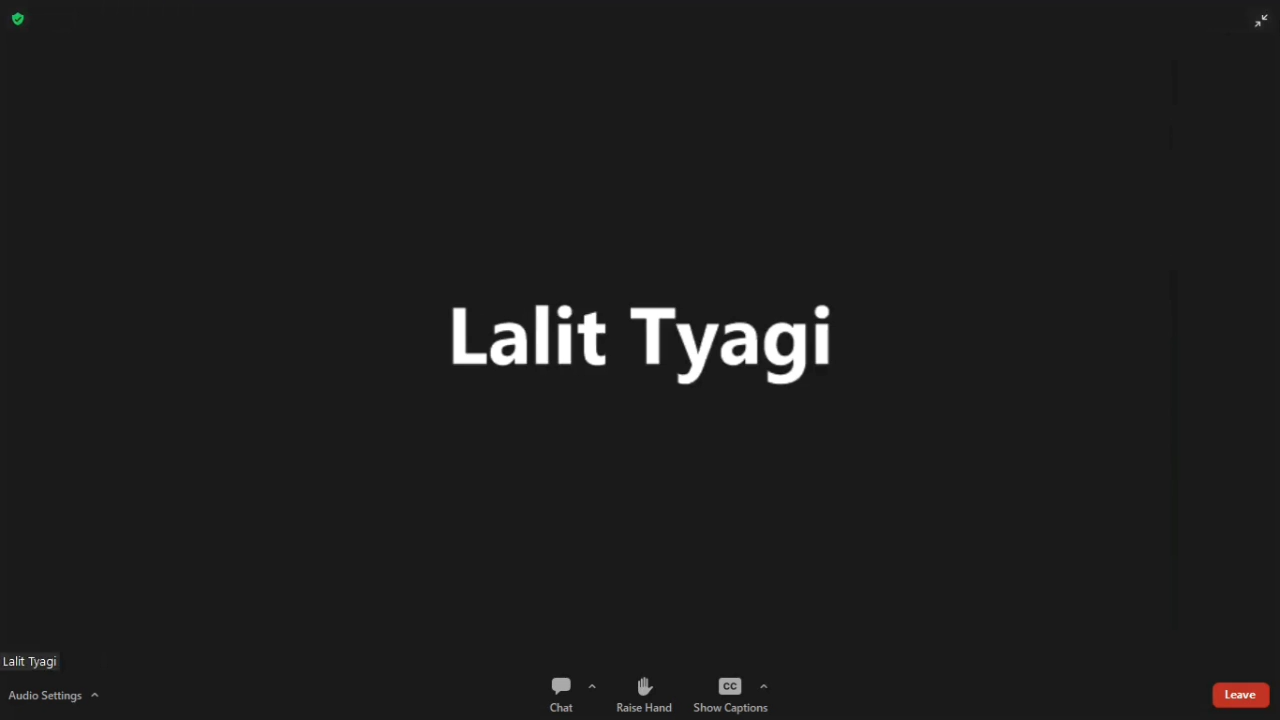 Lalit Tyagi
Lalit Tyagi
Audio Settings
Chat
Raise Hand
CC
Show Captions
Leave